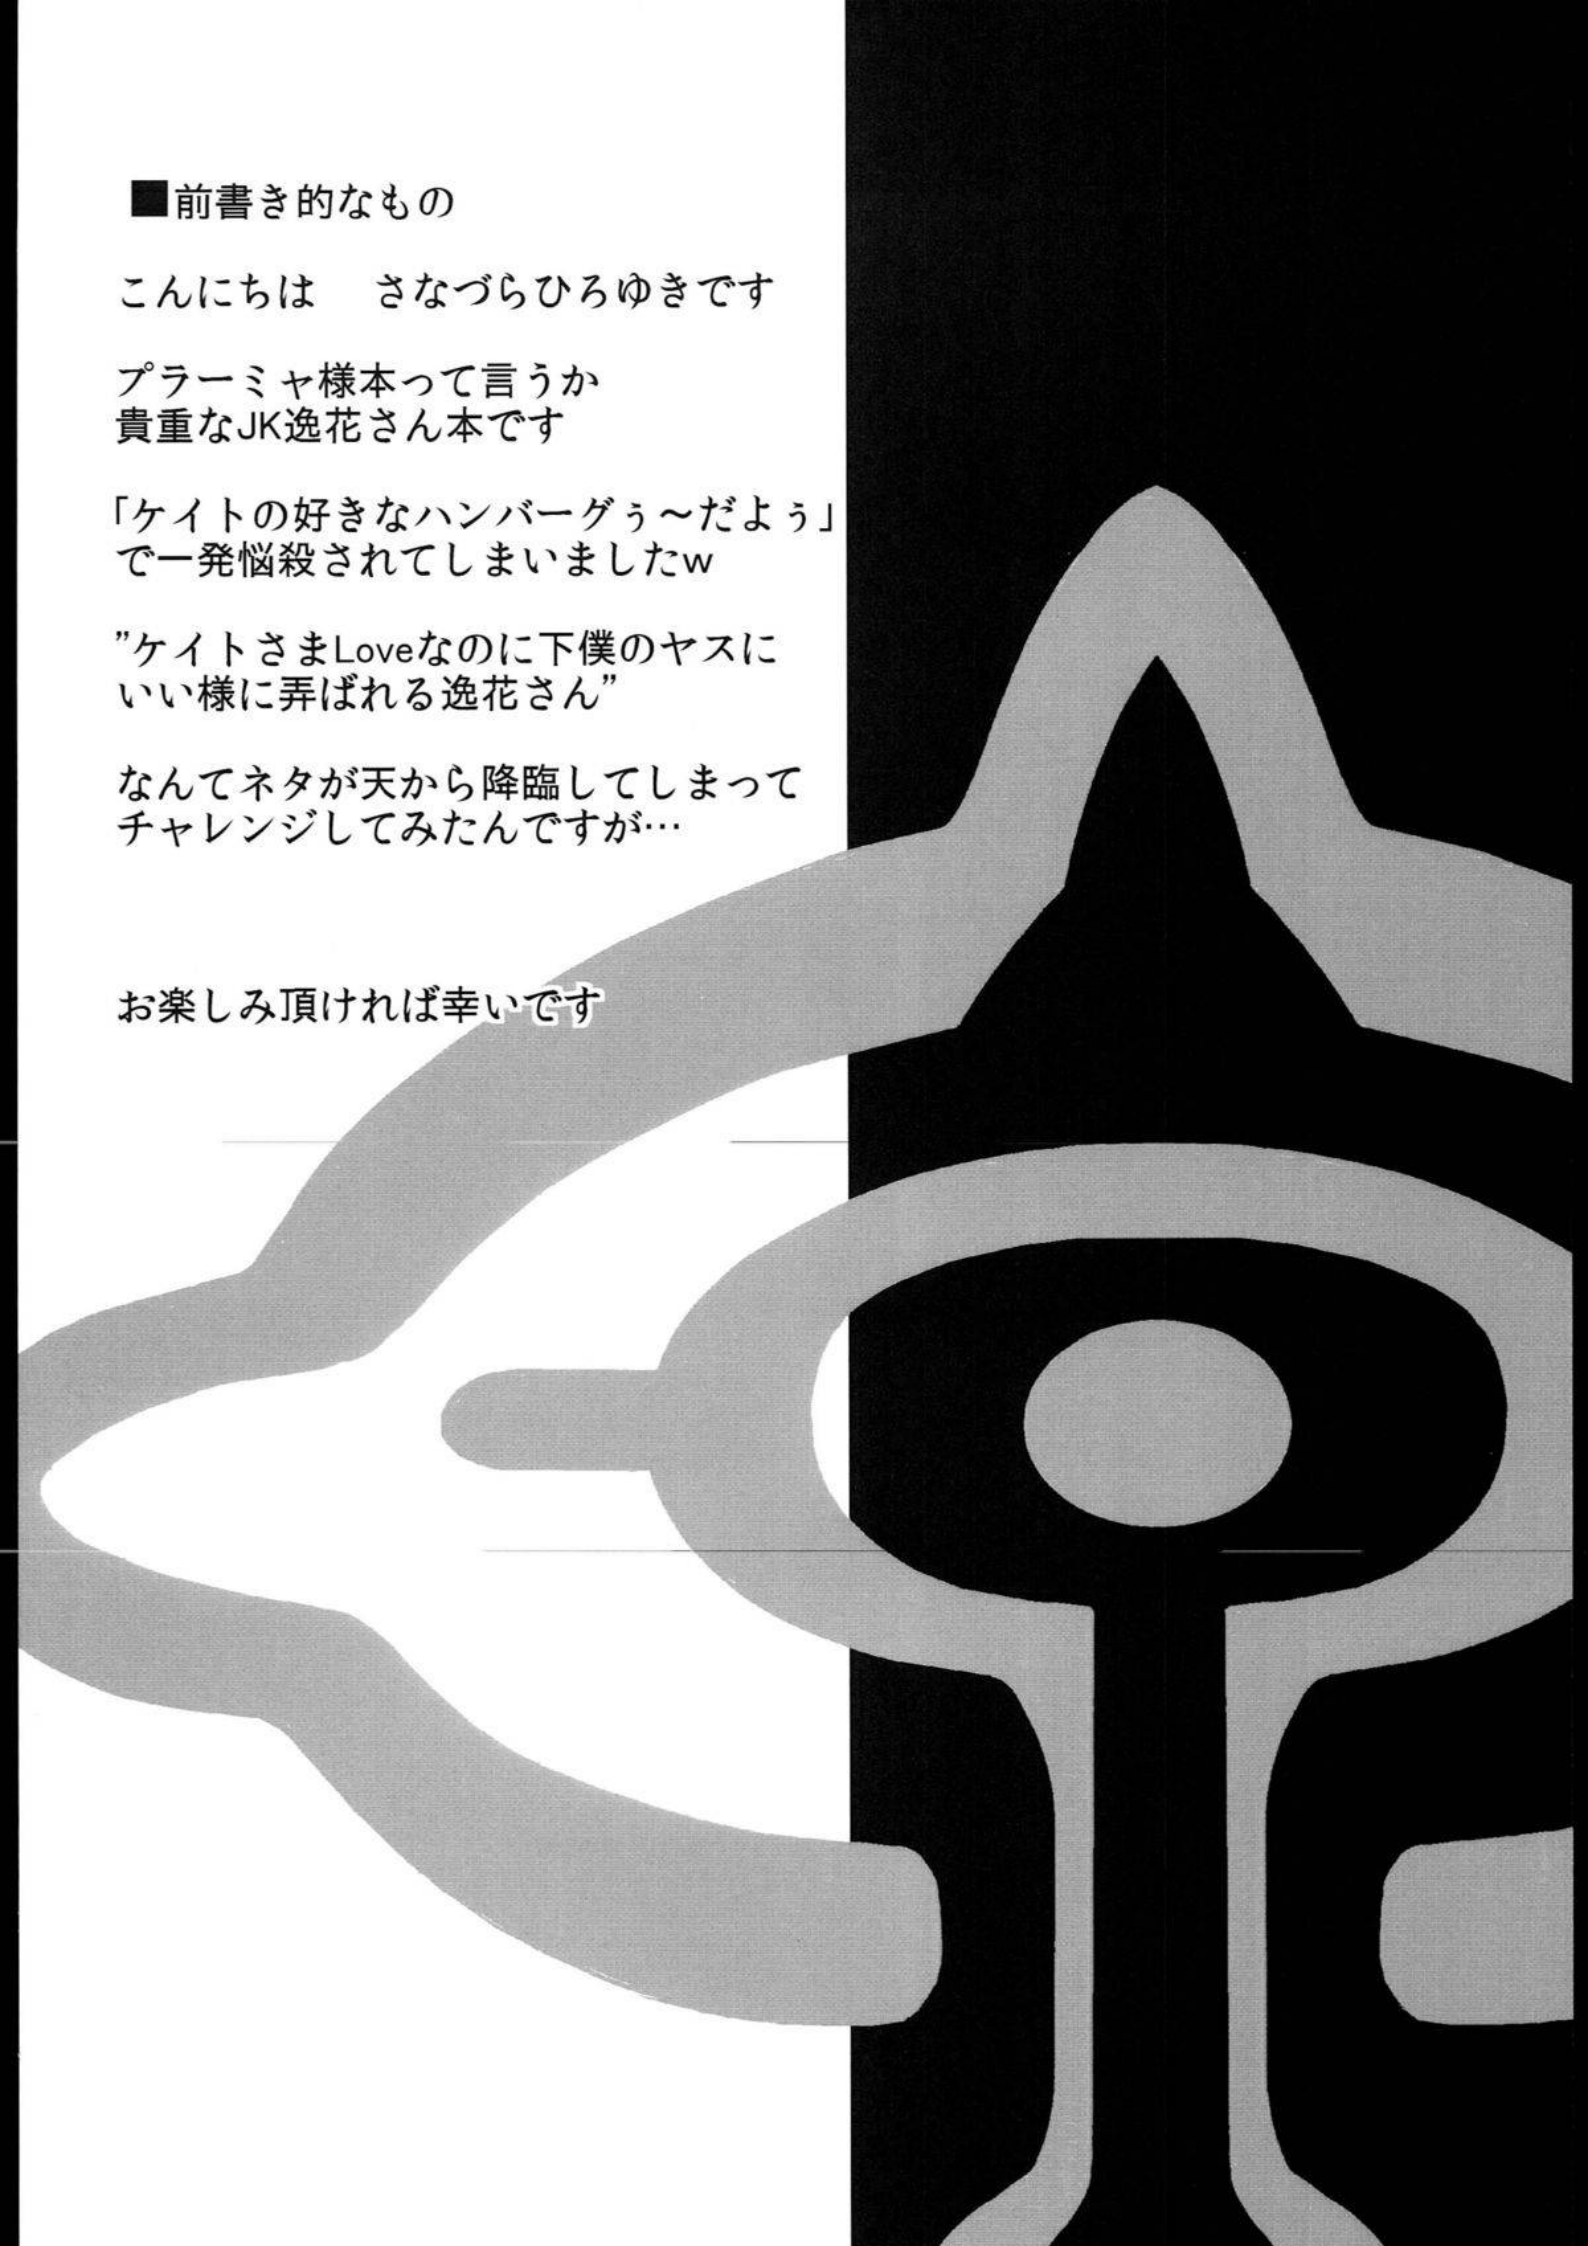 ■前書き的なもの
こんにちは　さなづらひろゆきです
プラーミャ様本って言うか
貴重なJK逸花さん本です
「ケイトの好きなハンバーグぅ～だよぅ」
で一発悩殺されてしまいましたw
”ケイトさまLoveなのに下僕のヤスに
いい様に弄ばれる逸花さん”
なんてネタが天から降臨してしまって
チャレンジしてみたんですが…
お楽しみ頂ければ幸いです